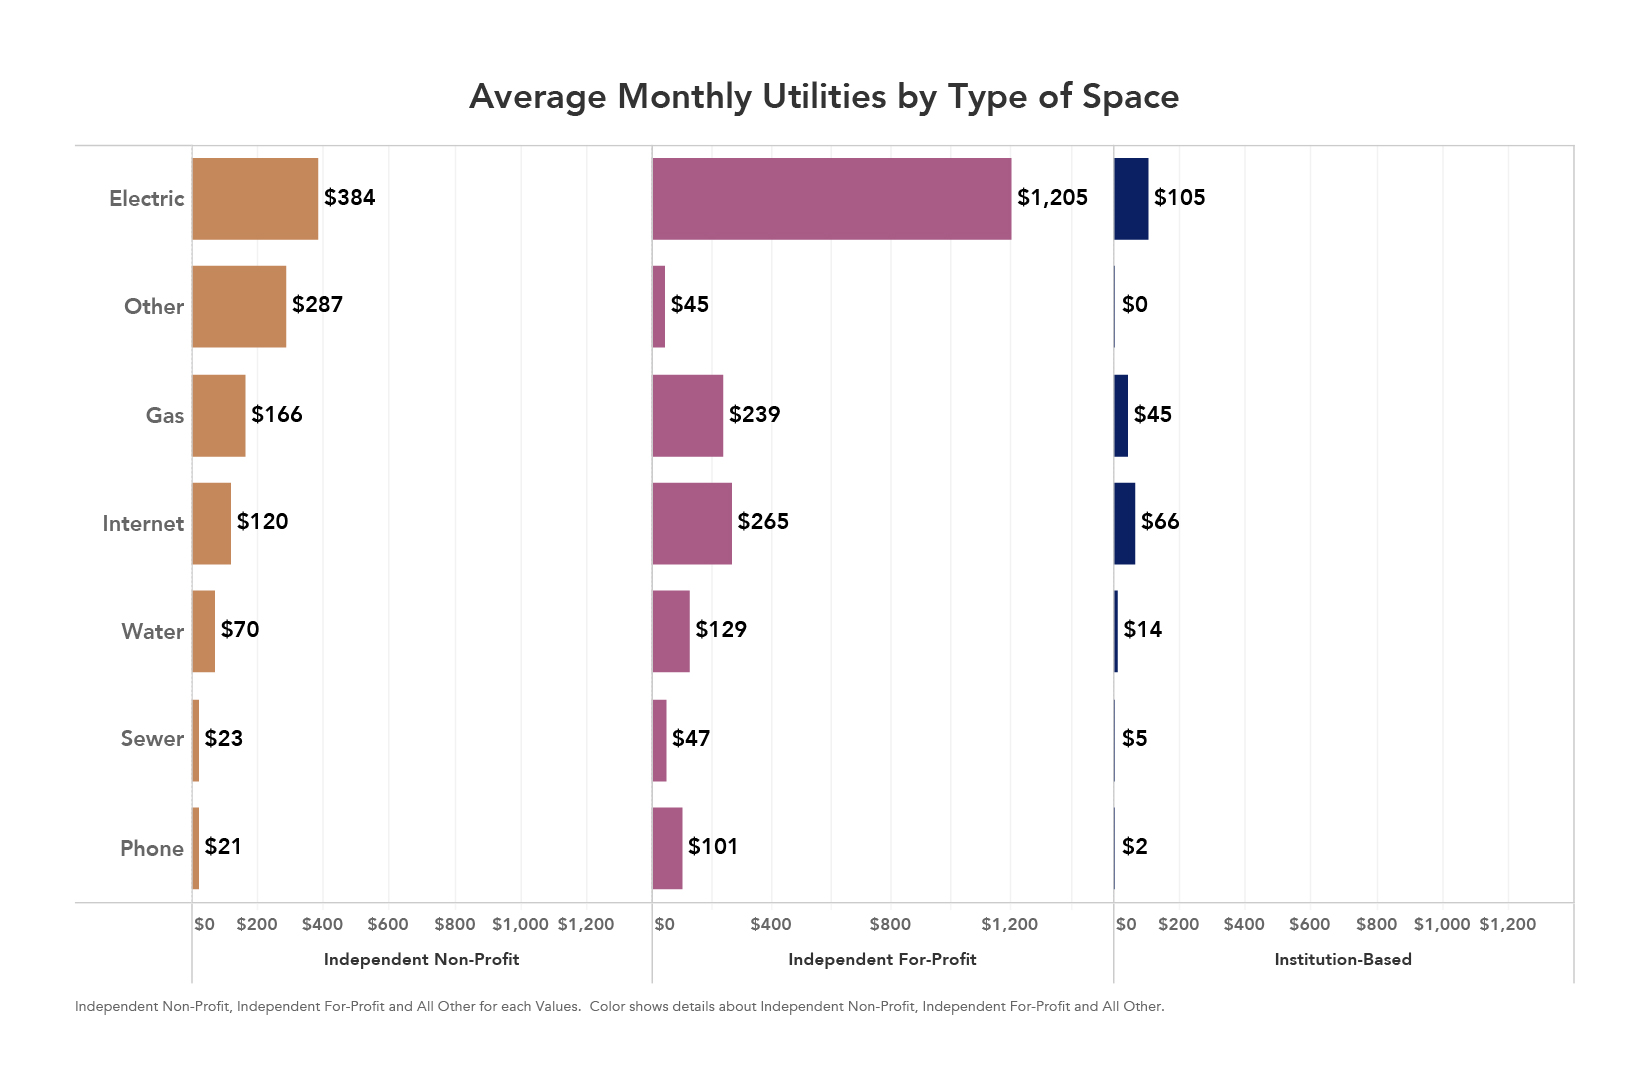 Average Monthly Utilities by Type of Space
Electric $384 $1,205 $105
Other $287 $45 $0
Gas $166 $239 $45
Internet $120 $265 $66
Water $70 $129 $14
Sewer $23 $47 $5
Phone $21 $101 $2
$0 $200 $400 $600 $800 $1,000 $1,200 $0 $400 $800 $1,200 $0 $200 $400 $600 $800 $1,000 $1,200
Independent Non-Profit Independent For-Profit Institution-Based
Independent Non-Profit, Independent For-Profit and All Other for each Values. Color shows details about Independent Non-Profit, Independent For-Profit and All Other.